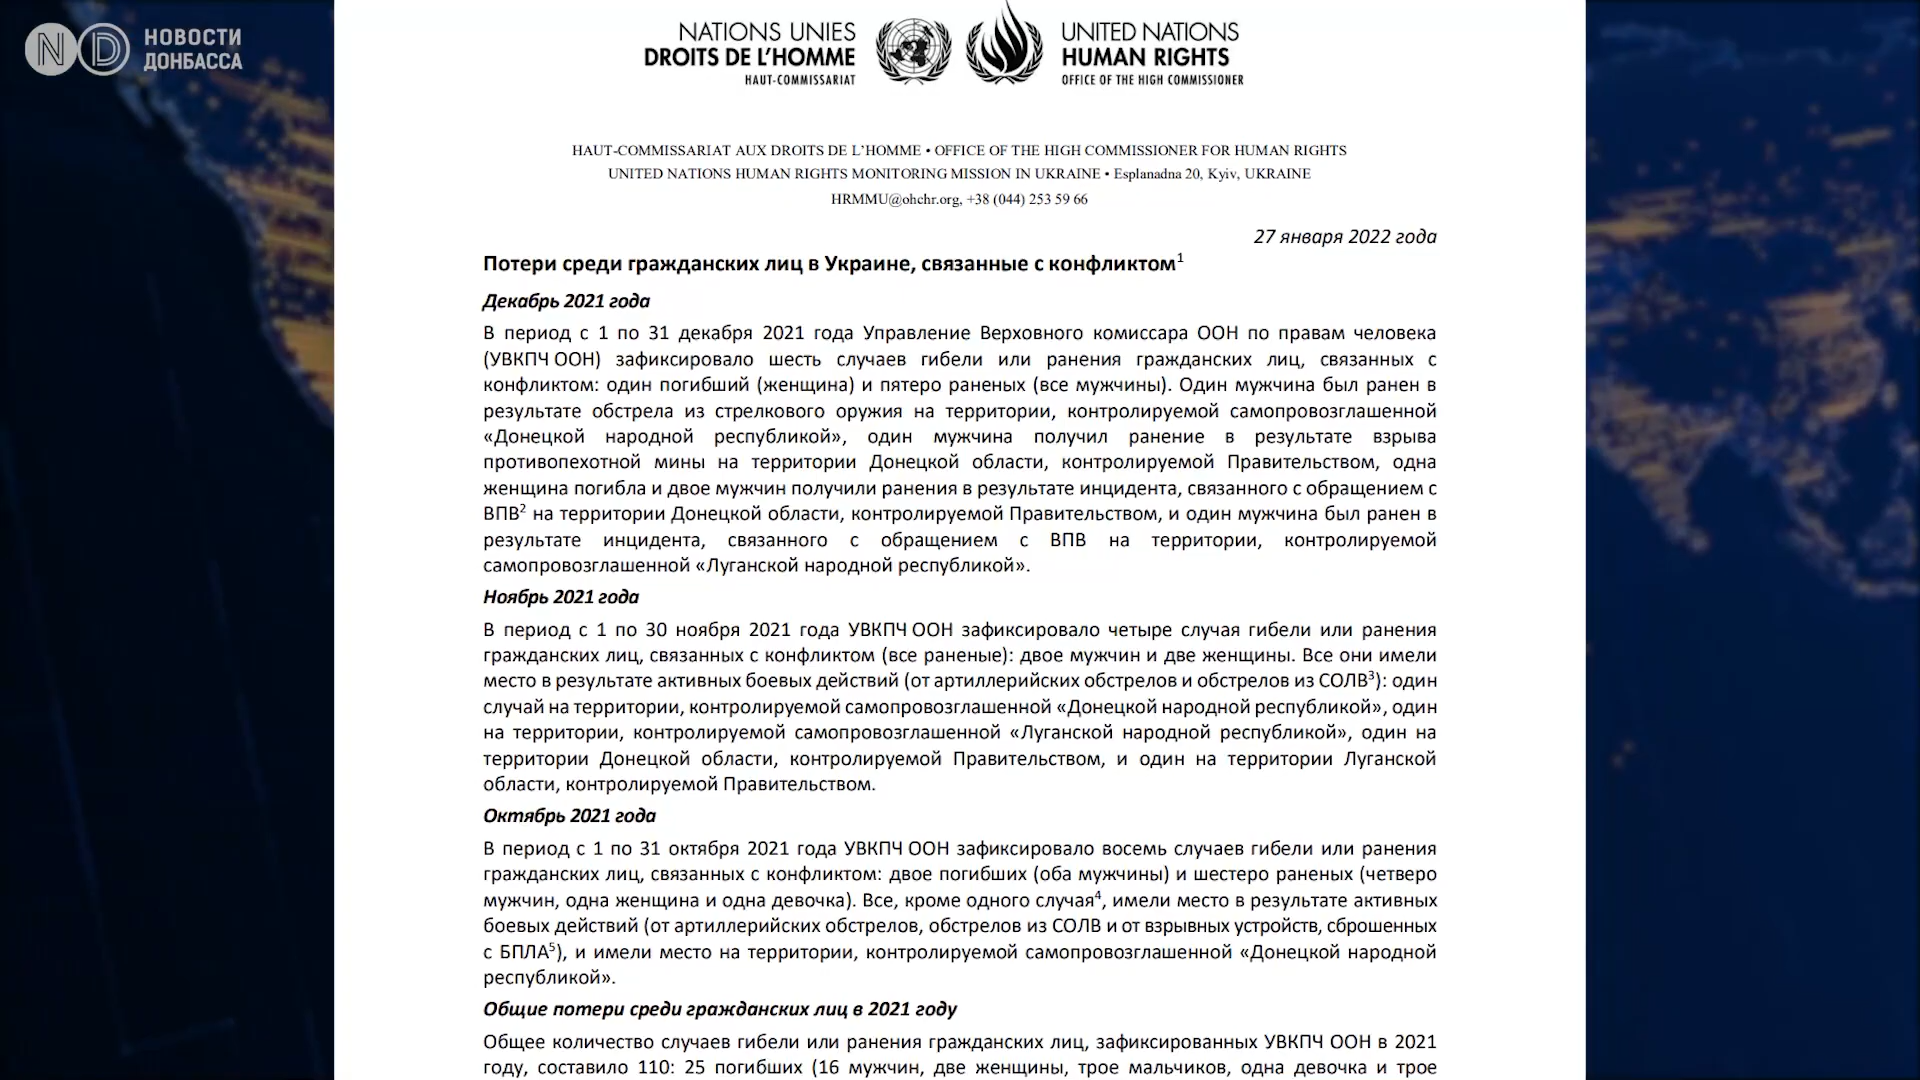 ND НОВОСТИ
ДОНБАССА
NATIONS UNIES
DROITS DE L'HOMME
HAUT-COMMISSARIAT
UNITED NATIONS
HUMAN RIGHTS
OFFICE OF THE HIGH COMMISSIONER
HAUT-COMMISSARIAT AUX DROITS DE L'HOMME • OFFICE OF THE HIGH COMMISSIONER FOR HUMAN RIGHTS
UNITED NATIONS HUMAN RIGHTS MONITORING MISSION IN UKRAINE • Esplanadna 20, Kyiv, UKRAINE
HRMMU@ohchr.org, +38 (044) 253 59 66
27 января 2022 года
Потери среди гражданских лиц в Украине, связанные с конфликтом1
Декабрь 2021 года
В период с 1 по 31 декабря 2021 года Управление Верховного комиссара ООН по правам человека
(УВКПЧ ООН) зафиксировало шесть случаев гибели или ранения гражданских лиц, связанных с
конфликтом: один погибший (женщина) и пятеро раненых (все мужчины). Один мужчина был ранен в
результате обстрела из стрелкового оружия на территории, контролируемой самопровозглашенной
«Донецкой народной республикой», один мужчина получил ранение в результате взрыва
противопехотной мины на территории Донецкой области, контролируемой Правительством, одна
женщина погибла и двое мужчин получили ранения в результате инцидента, связанного с обращением с
ВПВ2 на территории Донецкой области, контролируемой Правительством, и один мужчина был ранен в
результате инцидента, связанного с обращением с ВПВ на территории, контролируемой
самопровозглашенной «Луганской народной республикой».
Ноябрь 2021 года
В период с 1 по 30 ноября 2021 года УВКПЧ ООН зафиксировало четыре случая гибели или ранения
гражданских лиц, связанных с конфликтом (все раненые): двое мужчин и две женщины. Все они имели
место в результате активных боевых действий (от артиллерийских обстрелов и обстрелов из СОЛВ3): один
случай на территории, контролируемой самопровозглашенной «Донецкой народной республикой», один
на территории, контролируемой самопровозглашенной «Луганской народной республикой», один на
территории Донецкой области, контролируемой Правительством, и один на территории Луганской
области, контролируемой Правительством.
Октябрь 2021 года
В период с 1 по 31 октября 2021 года УВКПЧ ООН зафиксировало восемь случаев гибели или ранения
гражданских лиц, связанных с конфликтом: двое погибших (оба мужчины) и шестеро раненых (четверо
мужчин, одна женщина и одна девочка). Все, кроме одного случая4, имели место в результате активных
боевых действий (от артиллерийских обстрелов, обстрелов из СОЛВ и от взрывных устройств, сброшенных
с БПЛА5), и имели место на территории, контролируемой самопровозглашенной «Донецкой народной
республикой».
Общие потери среди гражданских лиц в 2021 году
Общее количество случаев гибели или ранения гражданских лиц, зафиксированных УВКПЧ ООН в 2021
году, составило 110: 25 погибших (16 мужчин, две женщины, трое мальчиков, одна девочка и трое